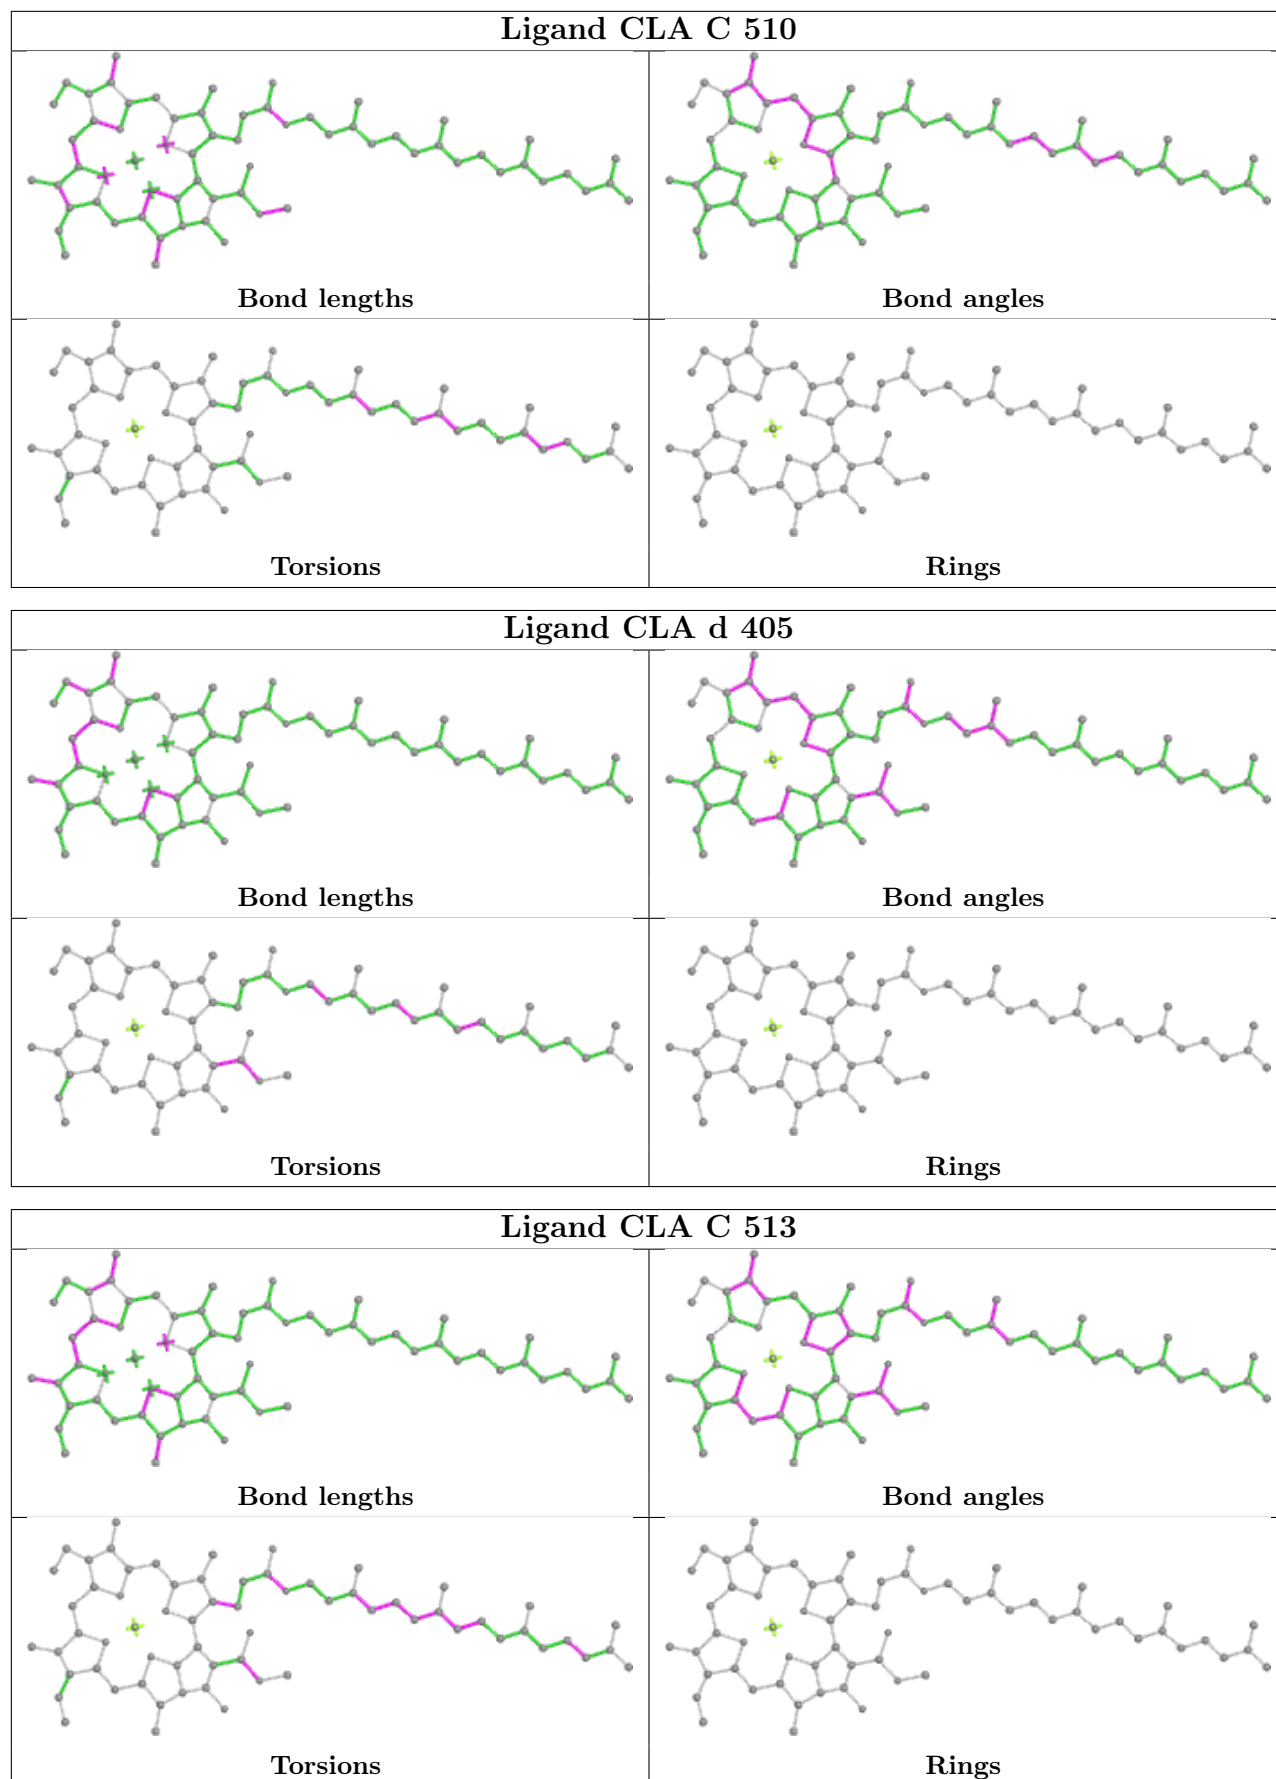 Ligand CLA C 510
Bond lengths
Bond angles
Torsions
Rings
Ligand CLA d 405
Bond lengths
Bond angles
Torsions
Rings
Ligand CLA C 513
Bond lengths
Bond angles
Torsions
Rings